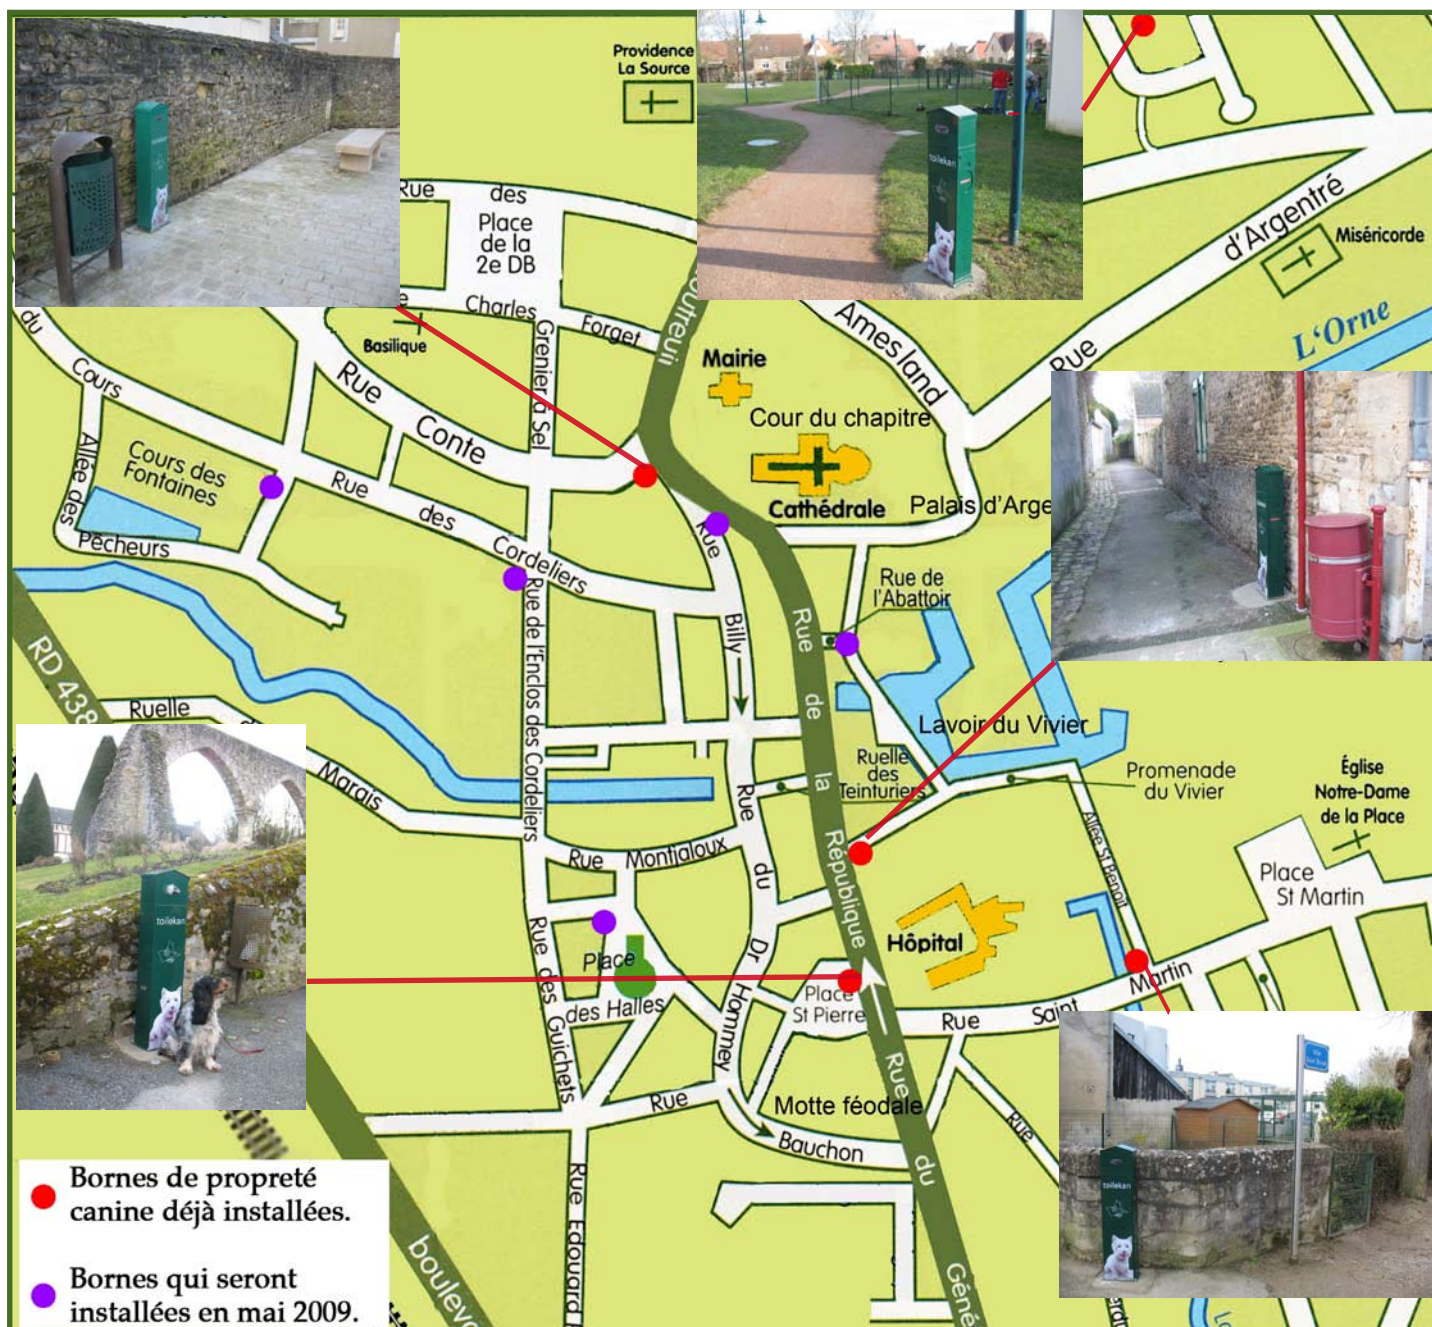 Providence
La Source
Rue des
Place
de la
2e DB
Charles
Forget
Grenier à Sel
Basilique
Rue Conte
du
Cours
Cours des
Fontaines
Allée des
Pêcheurs
Rue des Cordeliers
Mairie
Cour du chapitre
Cathédrale
Palais d'Arge
Amesland
Rue d'Argentré
Miséricorde
L'Orne
Rue
Billy
Rue de
l'Abattoir
Rue de l'Enclos des Cordeliers
RD 438
Ruelle
Marais
Lavoir du Vivier
Ruelle
des
Teinturiers
Promenade
du Vivier
Église
Notre-Dame
de la Place
Place
St Martin
Allée St Benoit
Rue de la République
Rue Montjaloux
Rue du Dr Hommey
Rue des Guichets
Place
des Halles
Hôpital
Place
St Pierre
Rue Saint Martin
Rue
Rue
Bauchon
Motte féodale
Rue du Géné
Rue Edouard
boulev
toilekan
toilekan
toilekan
Bornes de propreté
canine déjà installées.
Bornes qui seront
installées en mai 2009.